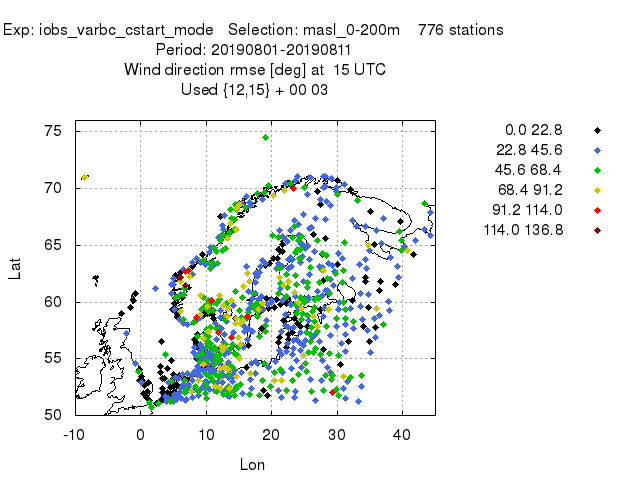 Exp: iobs_varbc_cstart_mode   Selection: masl_0-200m    776 stations
Period: 20190801-20190811
Wind direction rmse [deg] at  15 UTC
Used {12,15} + 00 03
0.0 22.8
22.8 45.6
45.6 68.4
68.4 91.2
91.2 114.0
114.0 136.8
75
70
65
60
55
50
Lat
-10 0 10 20 30 40
Lon